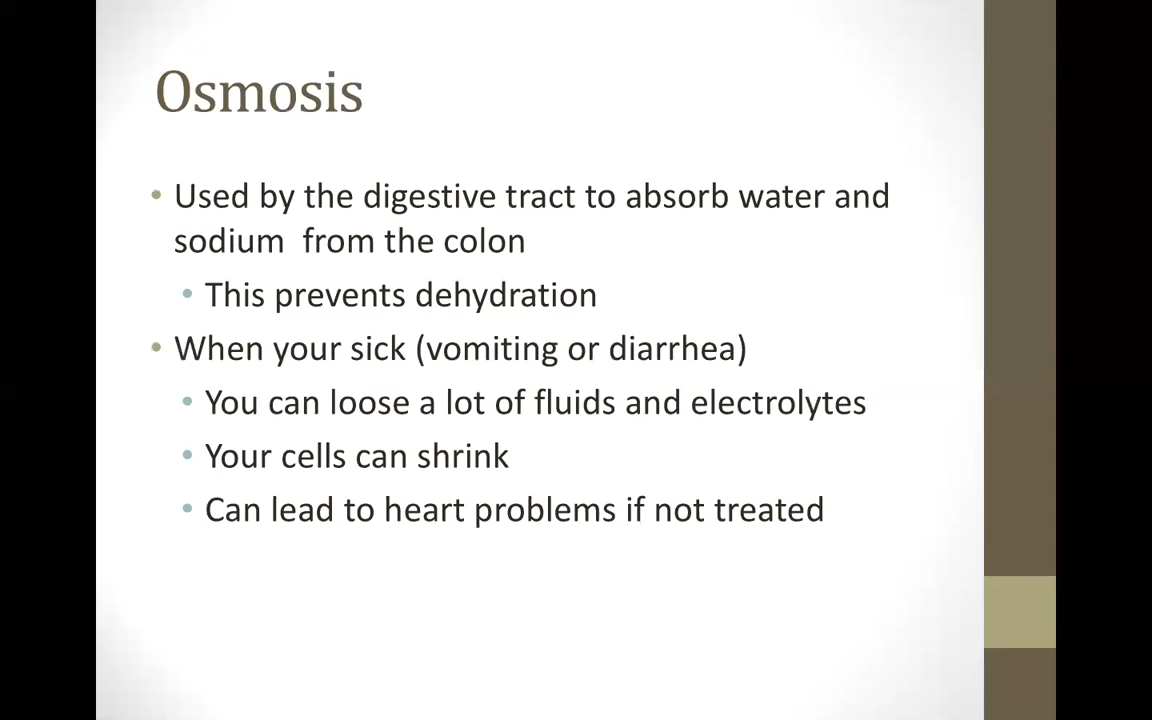 Osmosis
• Used by the digestive tract to absorb water and
sodium  from the colon
• This prevents dehydration
• When your sick (vomiting or diarrhea)
• You can loose a lot of fluids and electrolytes
• Your cells can shrink
• Can lead to heart problems if not treated